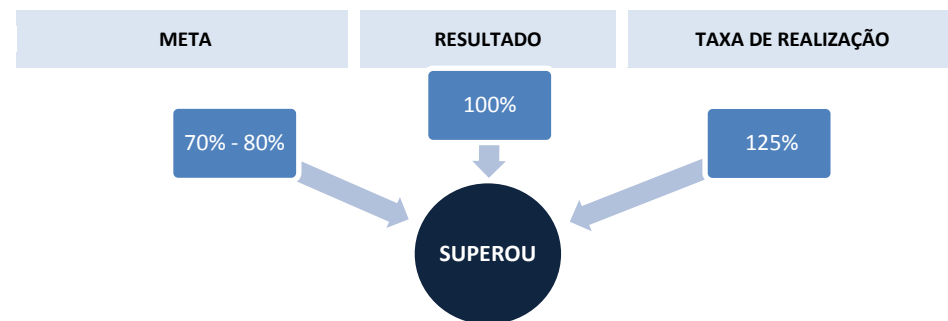 META
RESULTADO
TAXA DE REALIZAÇÃO
70% - 80%
100%
125%
SUPEROU